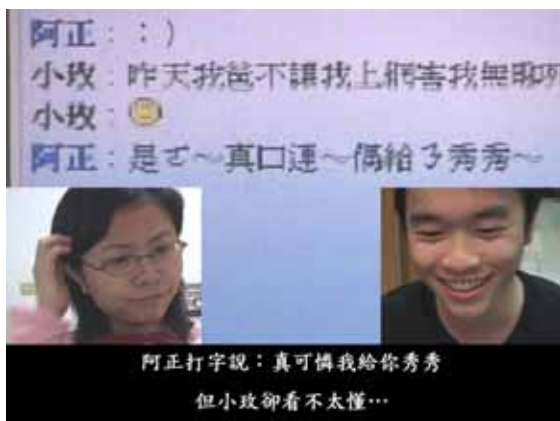 阿正：：)
小玫：昨天我爸不讓我上網害我無聊
小玫：
阿正：是ㄜ～真口連～偶給ㄋ秀秀～
阿正打字說：真可憐我給你秀秀
但小玫卻看不太懂…